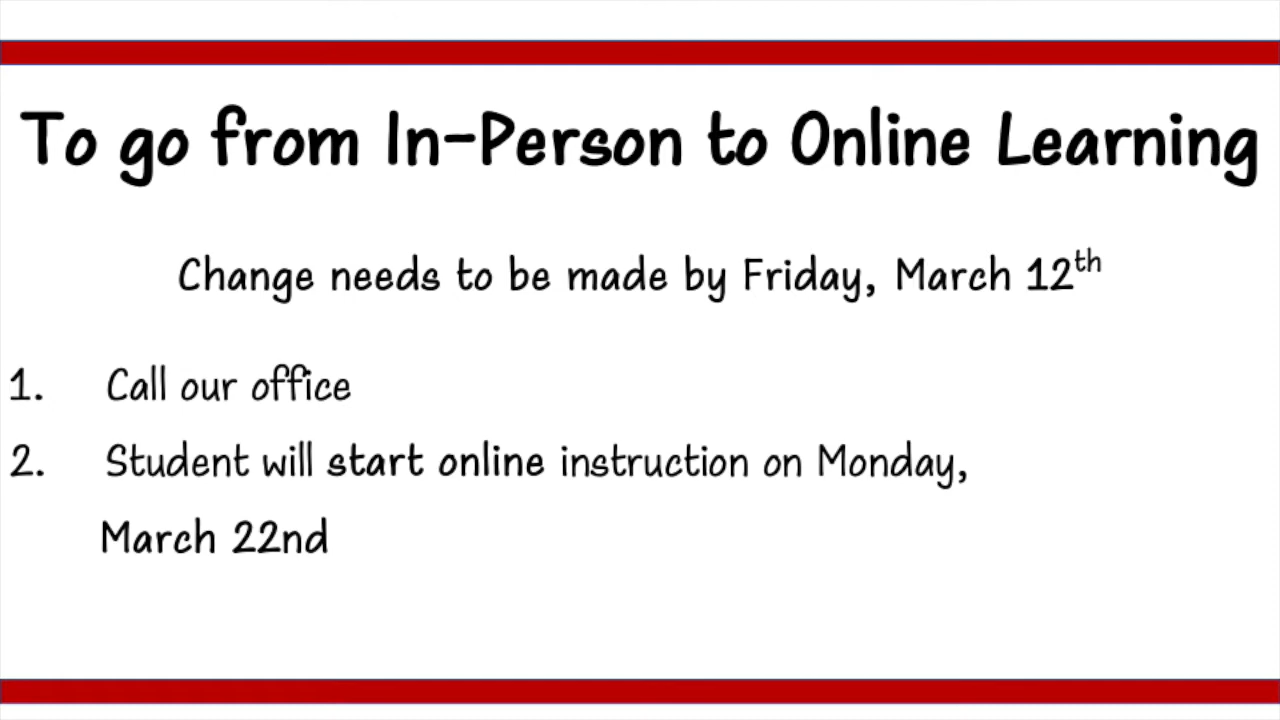 To go from In-Person to Online Learning
Change needs to be made by Friday, March 12th
1. Call our office
2. Student will start online instruction on Monday,
March 22nd